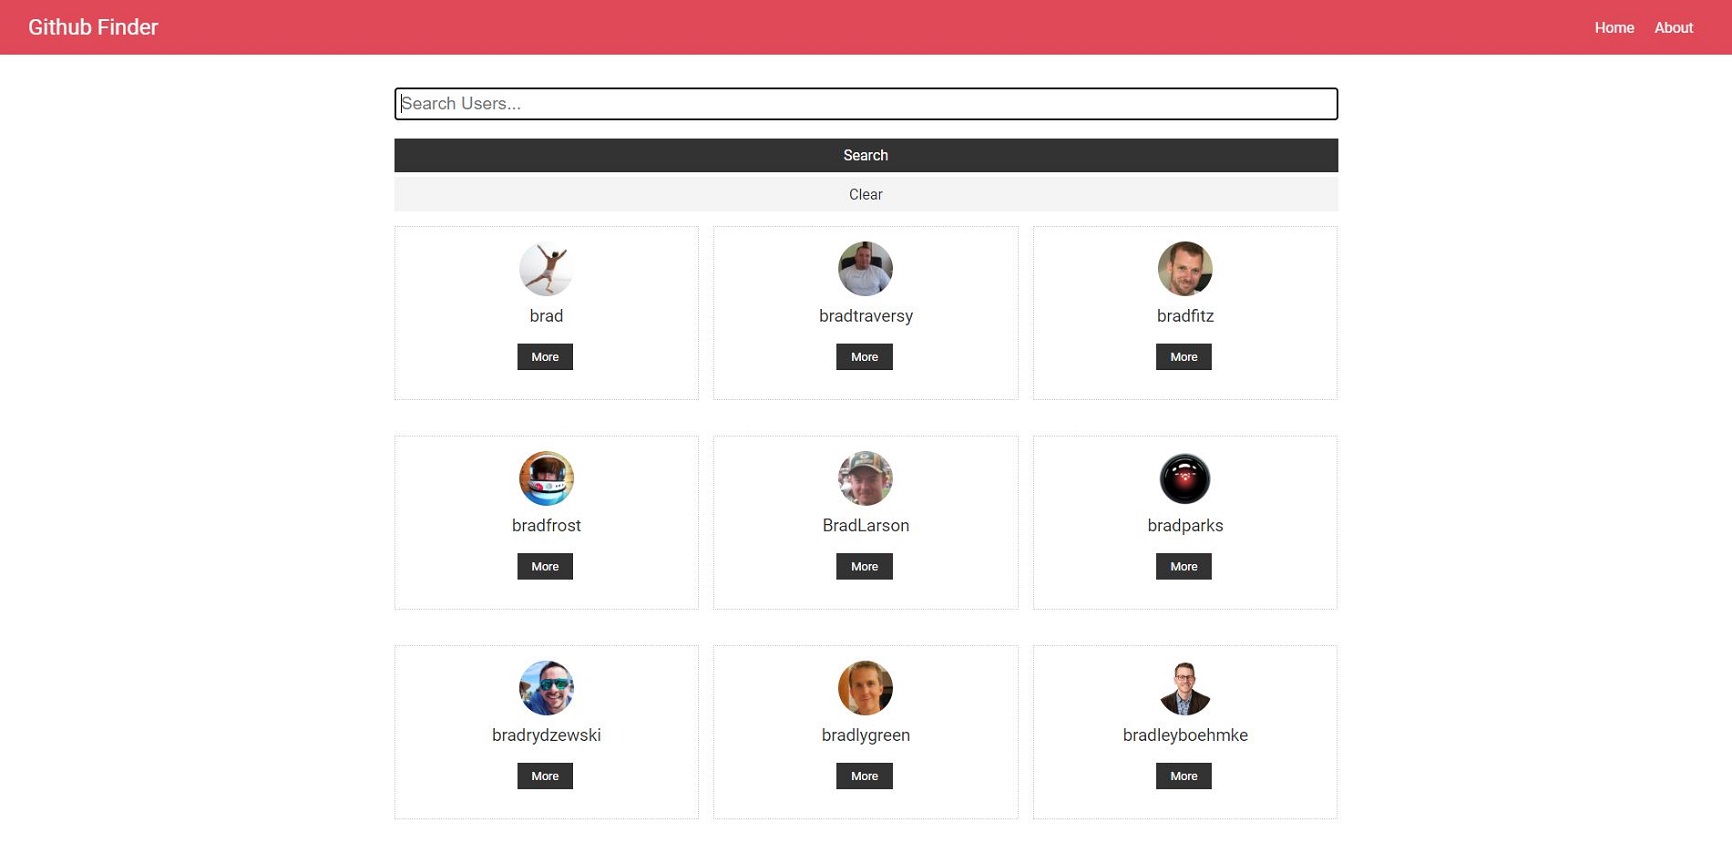 Github Finder
Home About
Search Users...
Search
Clear
brad
More
bradtraversy
More
bradfitz
More
bradfrost
More
BradLarson
More
bradparks
More
bradrydzewski
More
bradlygreen
More
bradleyboehmke
More